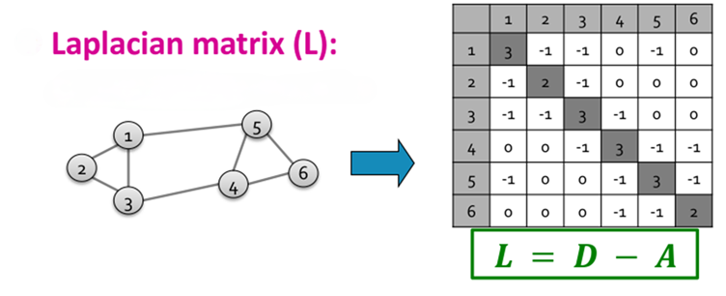 Laplacian matrix (L):
1
5
2
6
4
3
1 2 3 4 5 6
1 3 -1 -1 0 -1 0
2 -1 2 -1 0 0 0
3 -1 -1 3 -1 0 0
4 0 0 -1 3 -1 -1
5 -1 0 0 -1 3 -1
6 0 0 0 -1 -1 2
L = D − A